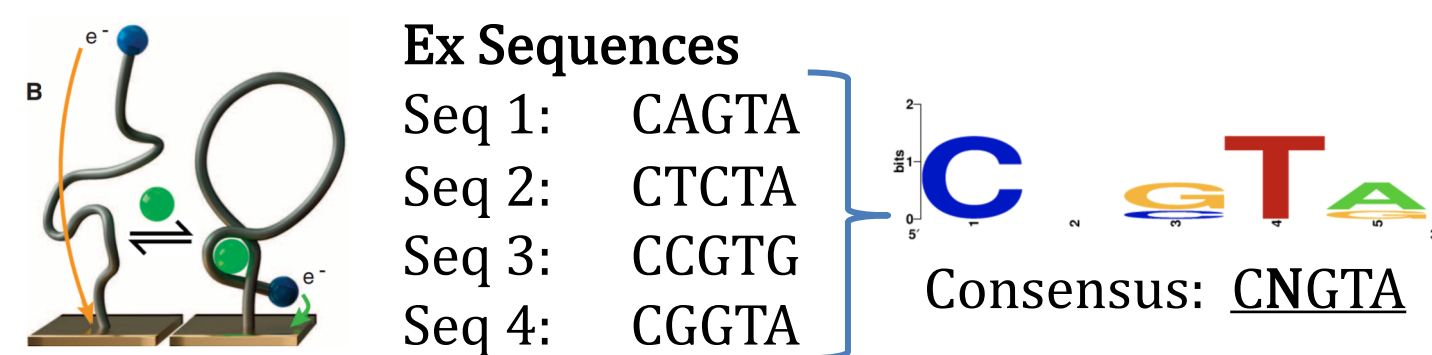 e-
B
e-
Ex Sequences
Seq 1: CAGTA
Seq 2: CTCTA
Seq 3: CCGTG
Seq 4: CGGTA
2
bits
1
0
C G T A
C G
5′ 1 2 3 4 5 3
Consensus: CNGTA